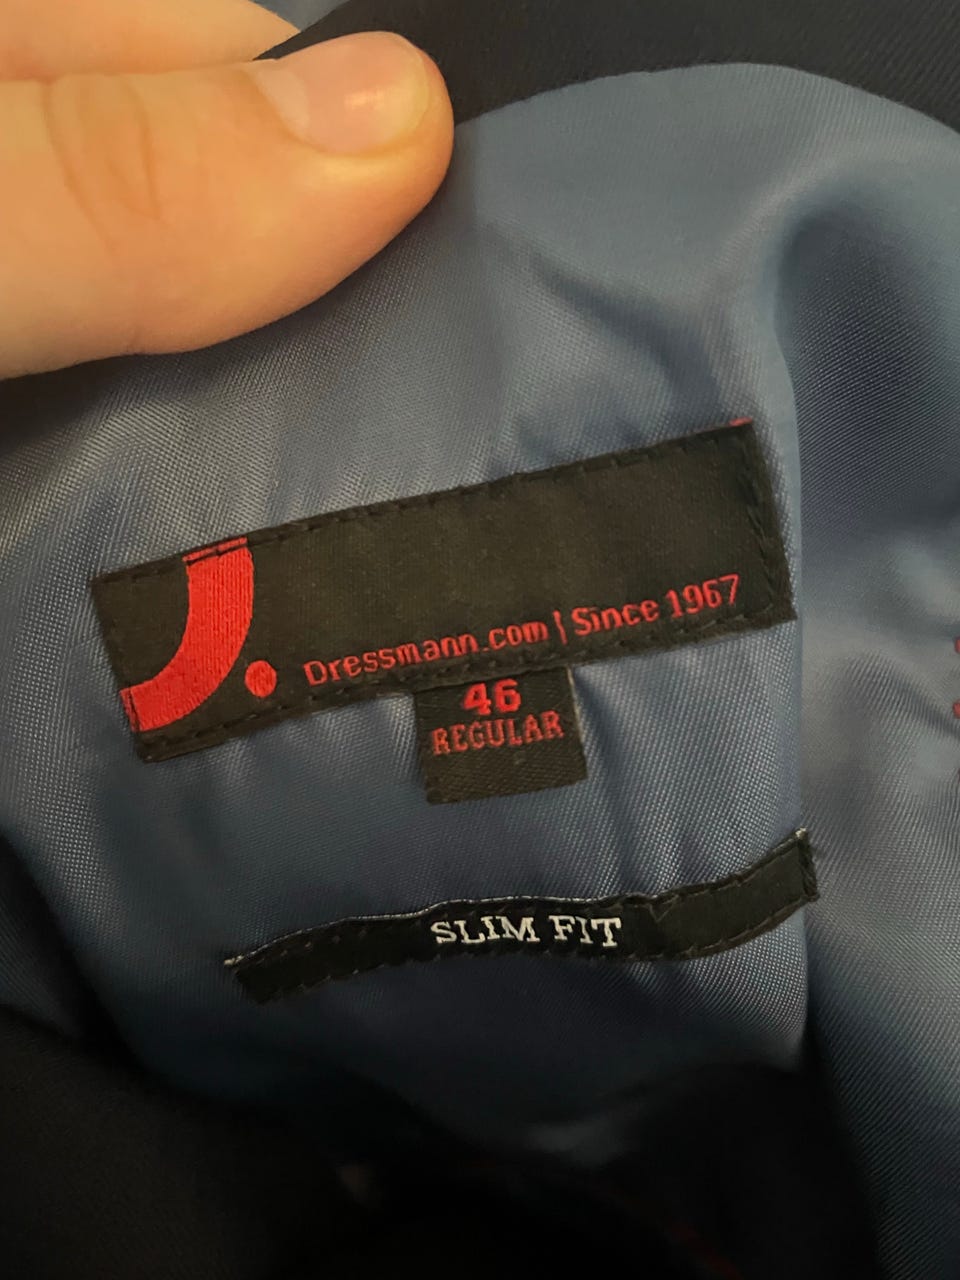 Dressmann.com | Since 1967
46
REGULAR
SLIM FIT